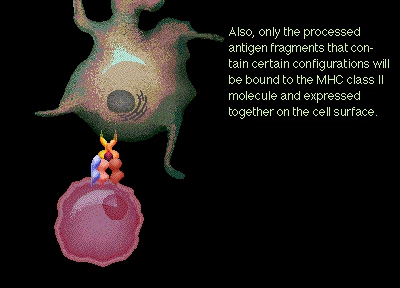 Also, only the processed
antigen fragments that con-
tain certain configurations will
be bound to the MHC class II
molecule and expressed
together on the cell surface.